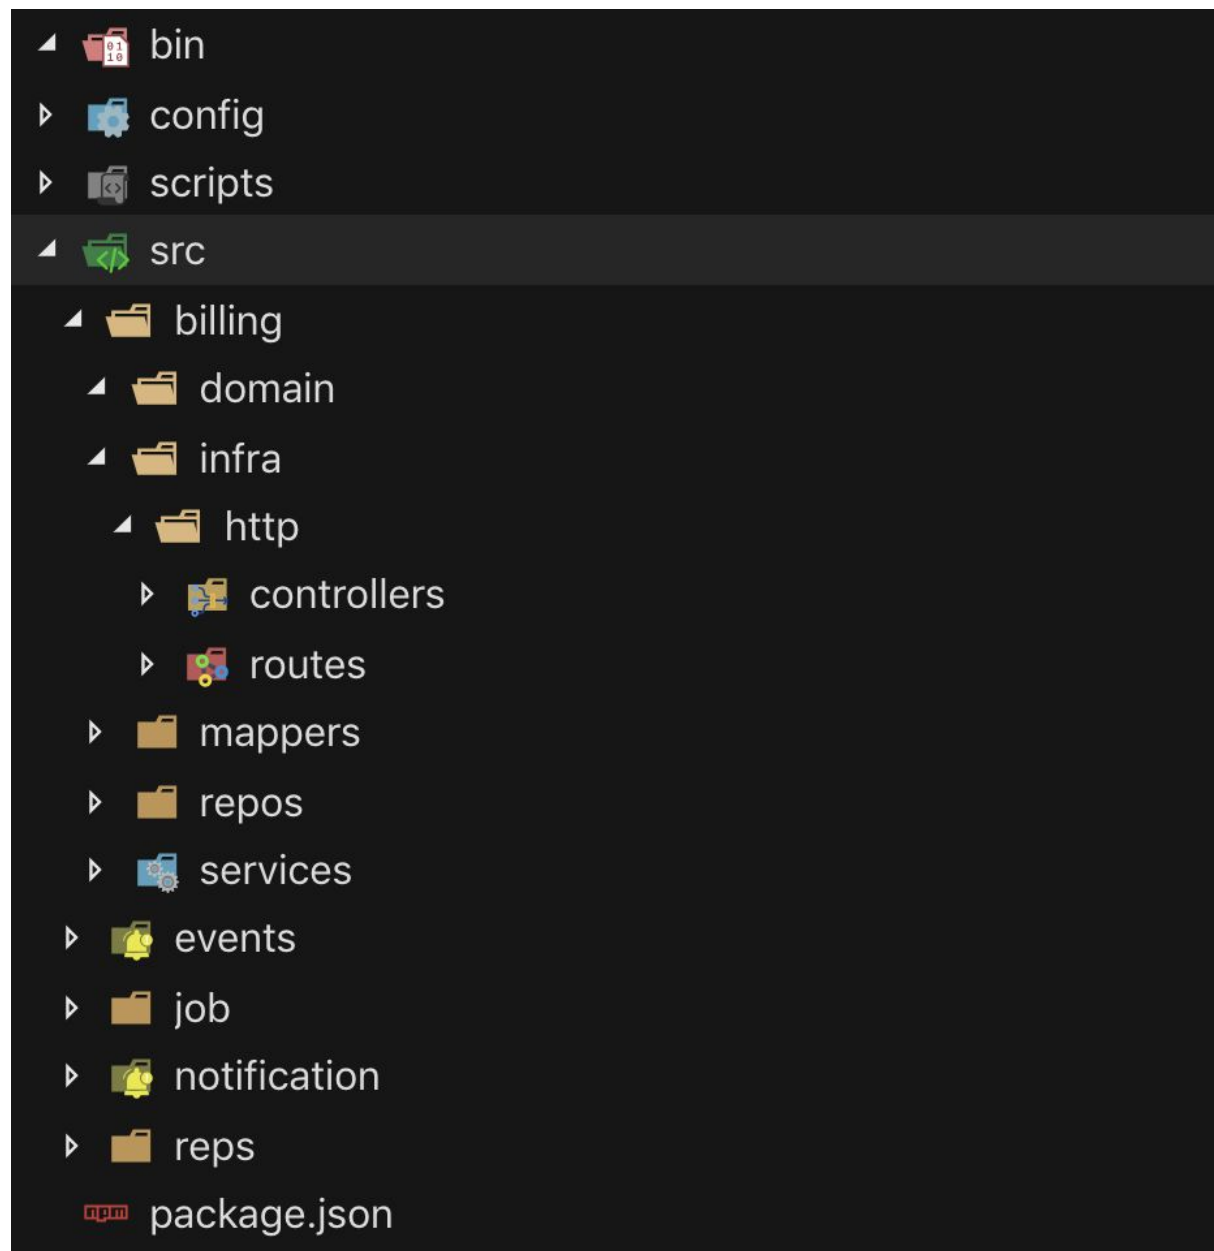 bin
config
scripts
src
billing
domain
infra
http
controllers
routes
mappers
repos
services
events
job
notification
reps
npm package.json